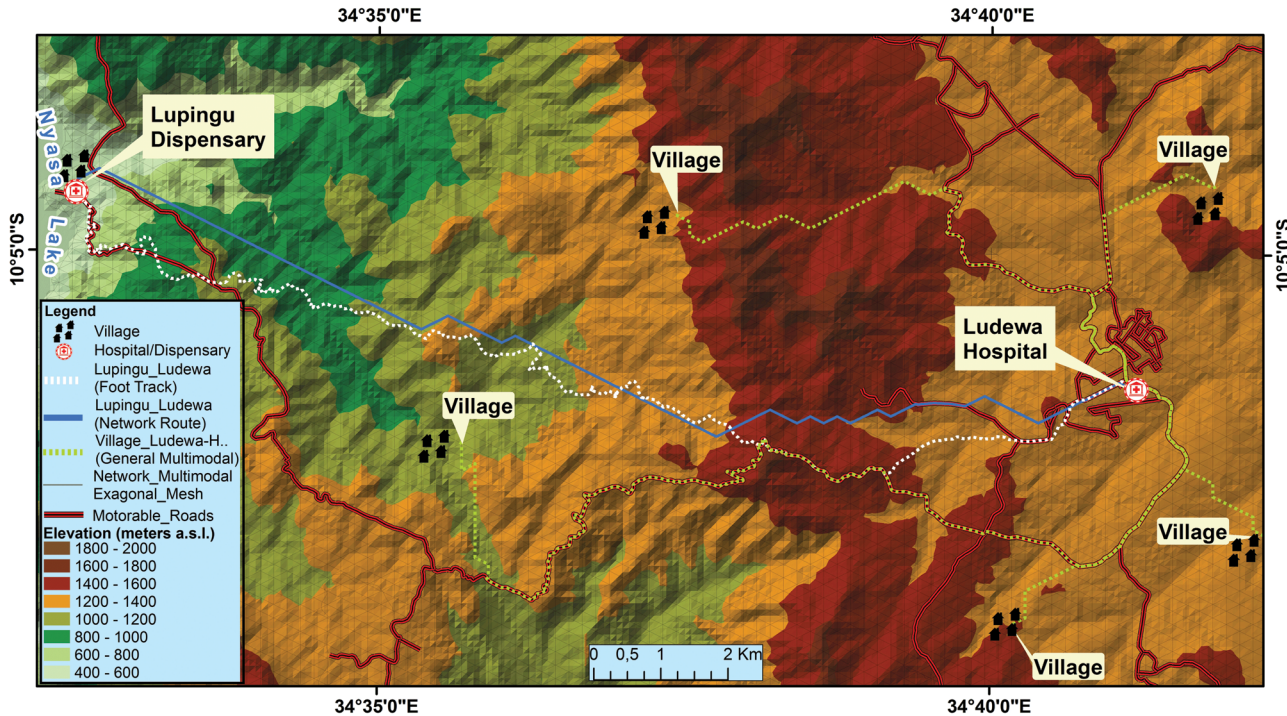 34°35'0"E
34°40'0"E
Lupingu
Dispensary
Nyasa
Lake
Village
Village
10°5'0"S
10°5'0"S
Ludewa
Hospital
Village
Village
Village
Legend
Village
Hospital/Dispensary
Lupingu_Ludewa
(Foot Track)
Lupingu_Ludewa
(Network Route)
Village_Ludewa-H..
(General Multimodal)
Network_Multimodal
Exagonal_Mesh
Motorable_Roads
Elevation (meters a.s.l.)
1800 - 2000
1600 - 1800
1400 - 1600
1200 - 1400
1000 - 1200
800 - 1000
600 - 800
400 - 600
0 0,5 1 2 Km
34°35'0"E
34°40'0"E